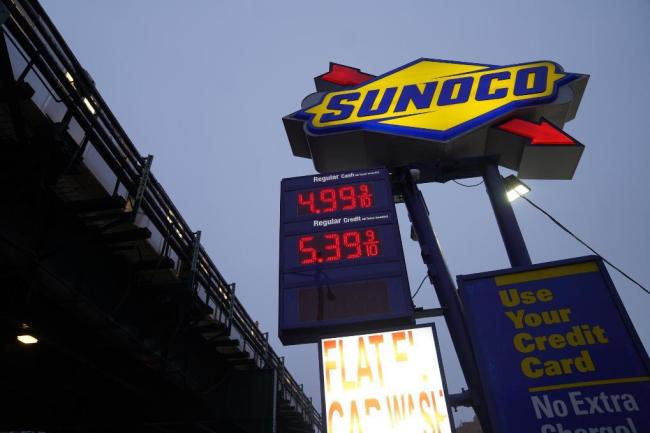 SUNOCO
Regular Cash
4.99 9/10
Regular Credit
5.39 9/10
FLAT F
CAR WASH
Use
Your
Credit
Card
No Extra
Charge!